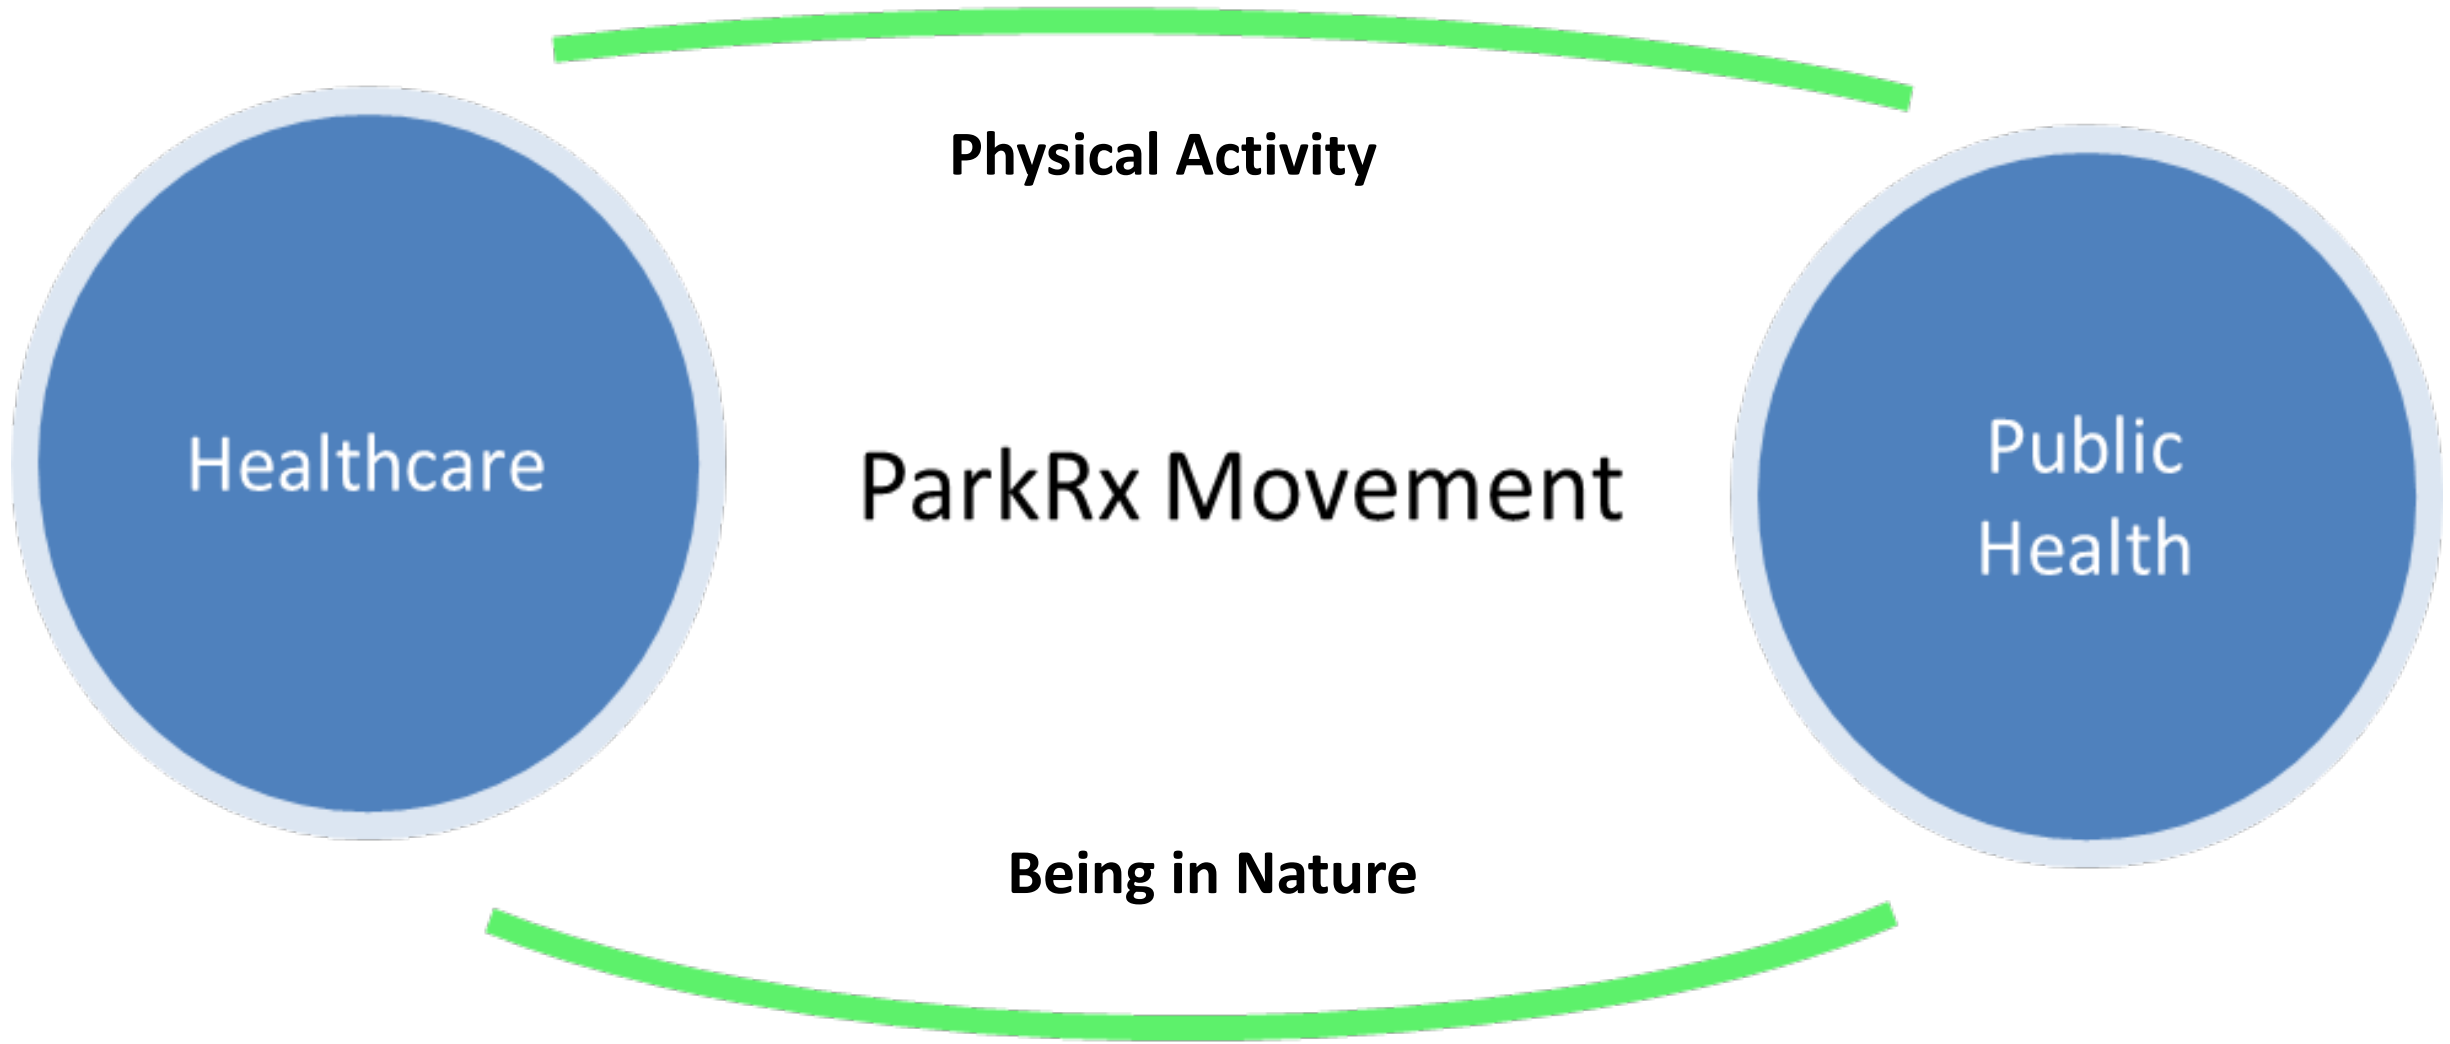 Physical Activity
Healthcare
ParkRx Movement
Public
Health
Being in Nature